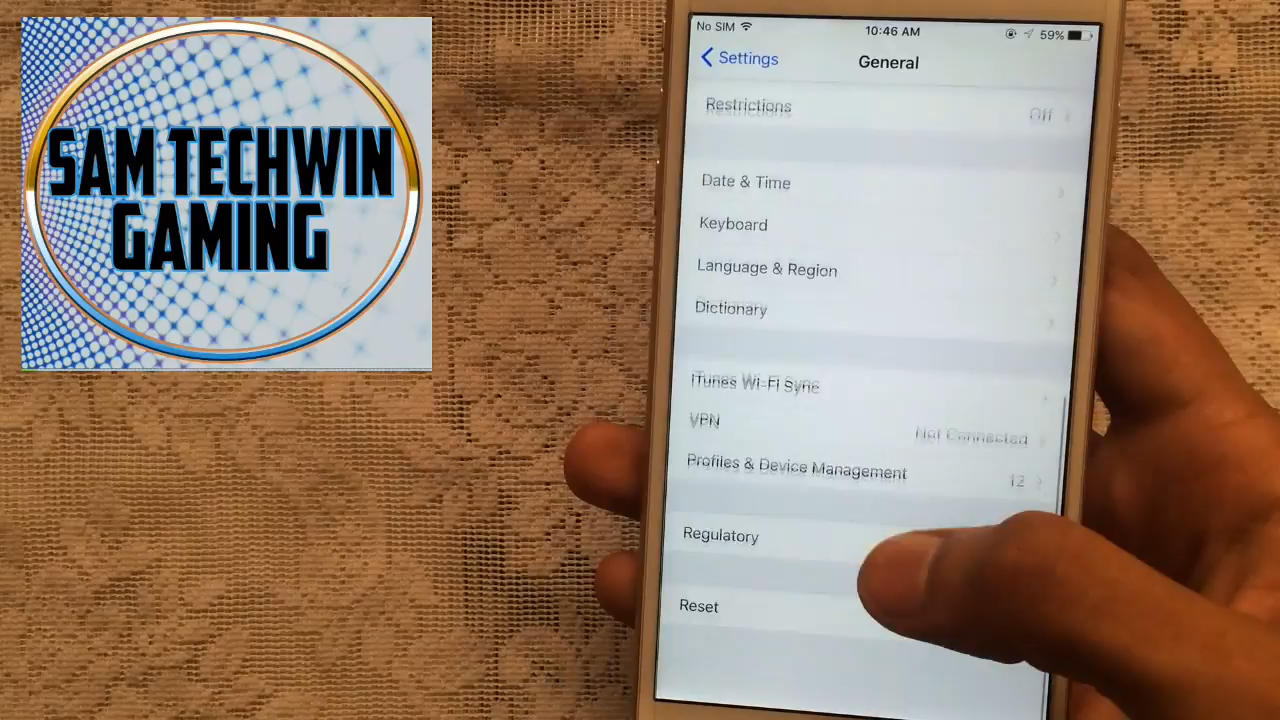 SAM TECHWIN
GAMING
No SIM
10:46 AM
59%
Settings
General
Restrictions
Off
Date & Time
Keyboard
Language & Region
Dictionary
iTunes Wi-Fi Sync
VPN
Not Connected
Profiles & Device Management
12
Regulatory
Reset